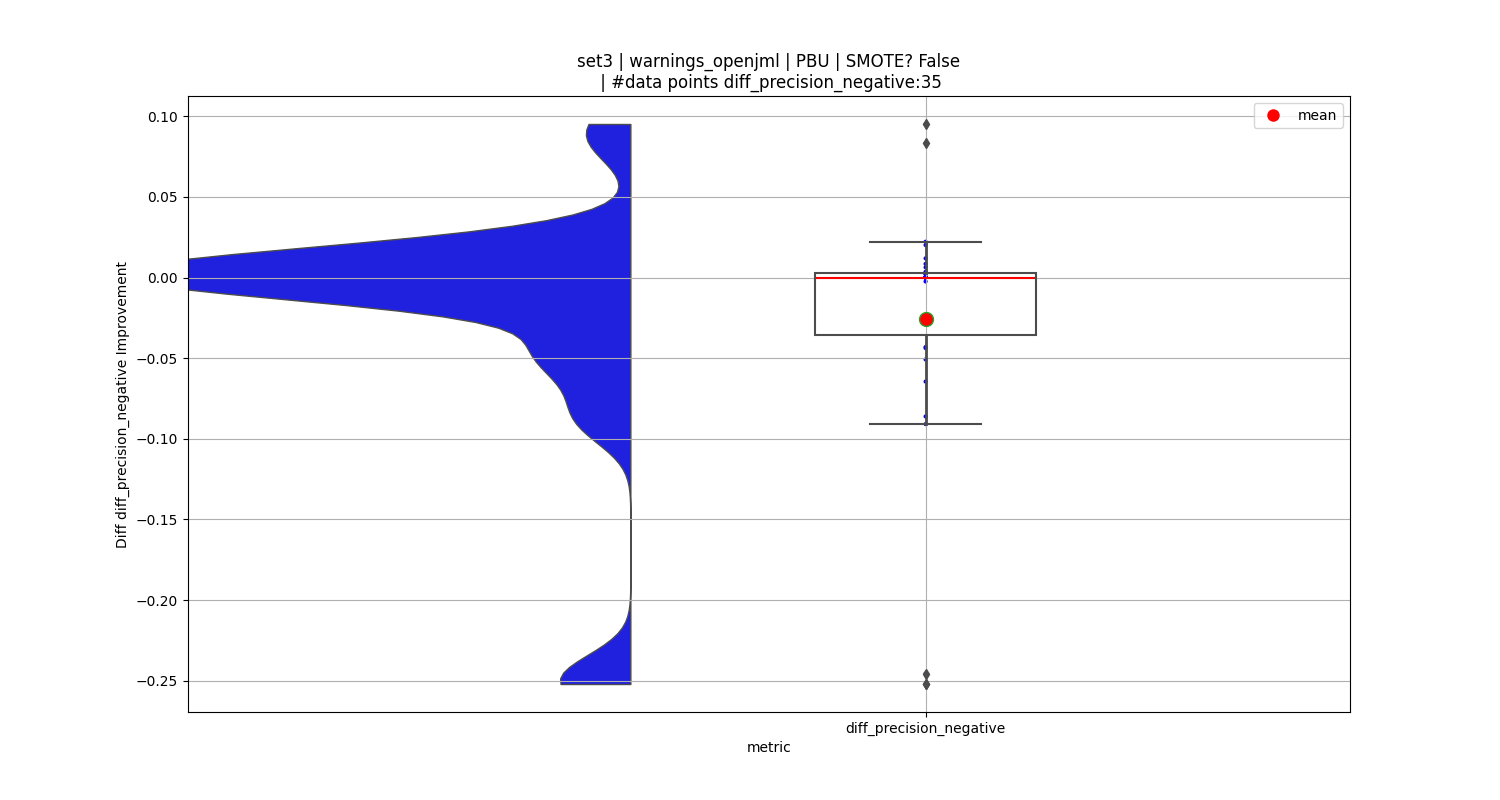 set3 | warnings_openjml | PBU | SMOTE? False
| #data points diff_precision_negative:35
mean
0.10
0.05
0.00
−0.05
−0.10
−0.15
−0.20
−0.25
Diff diff_precision_negative Improvement
diff_precision_negative
metric